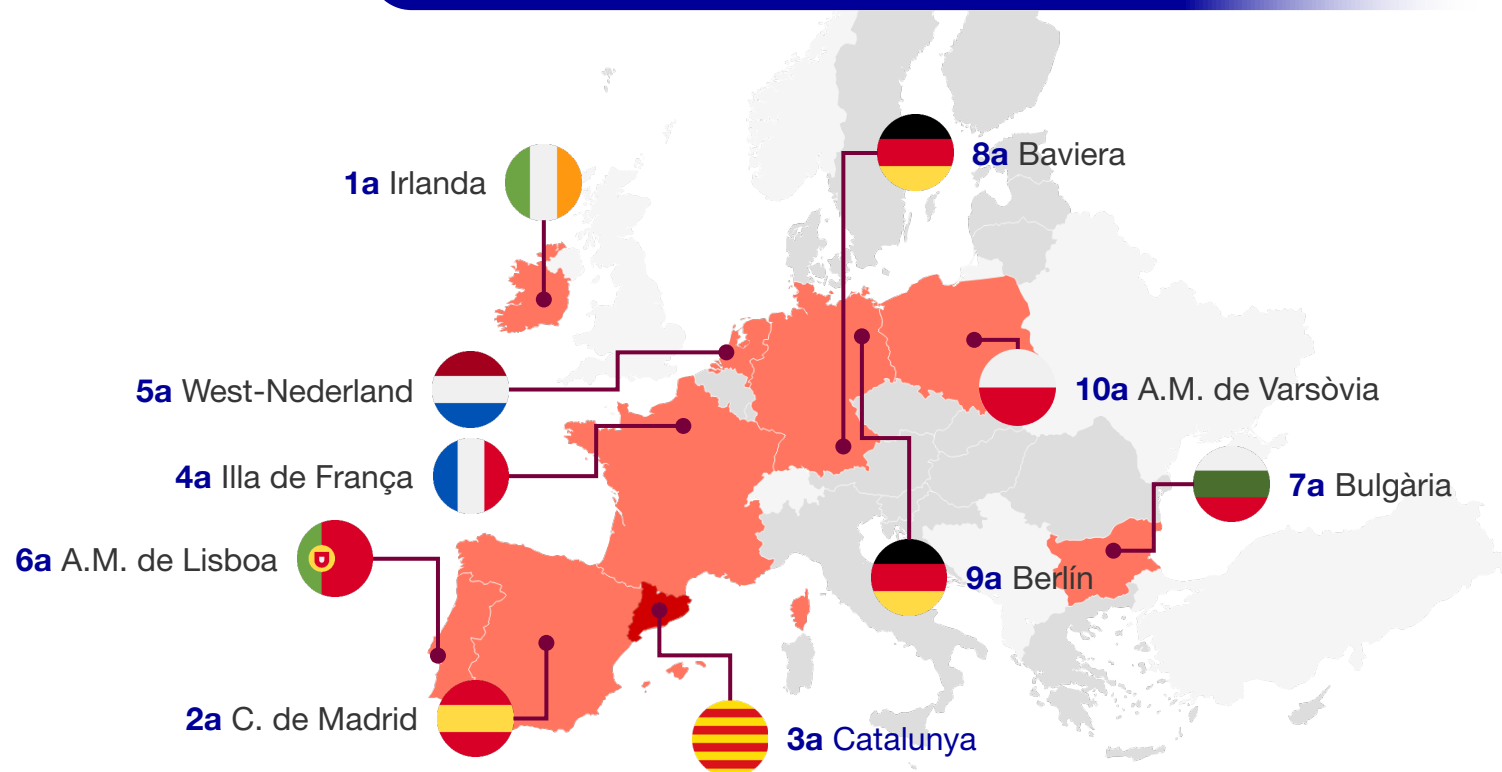 8a Baviera
1a Irlanda
5a West-Nederland
10a A.M. de Varsòvia
4a Illa de França
7a Bulgària
6a A.M. de Lisboa
9a Berlín
2a C. de Madrid
3a Catalunya